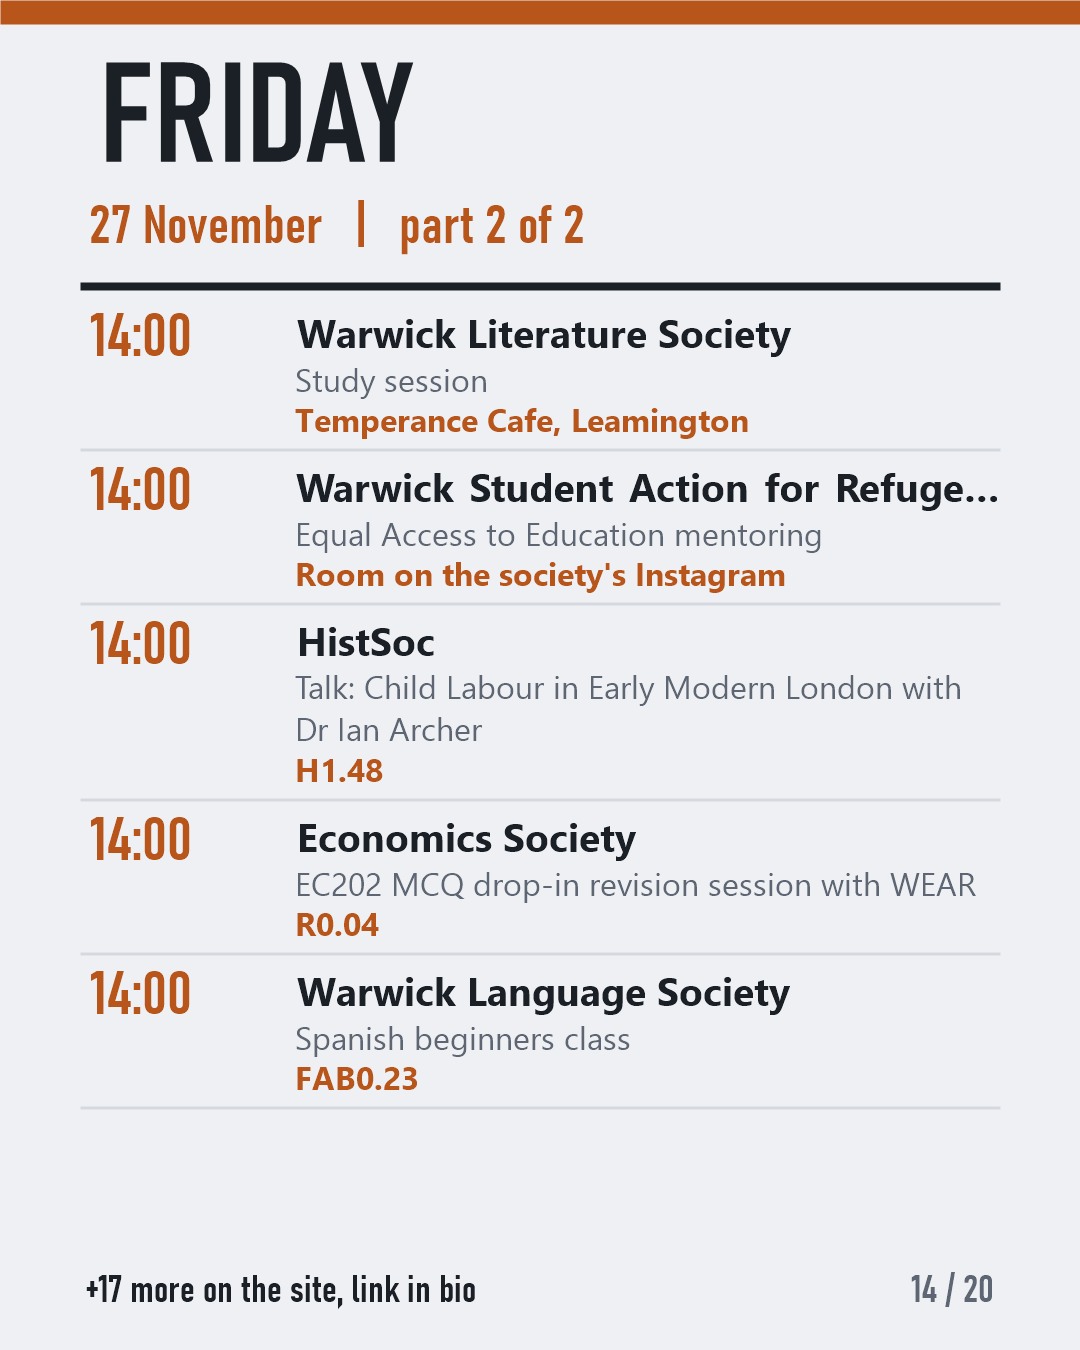 FRIDAY
27 November | part 2 of 2
14:00
Warwick Literature Society
Study session
Temperance Cafe, Leamington
14:00
Warwick Student Action for Refuge...
Equal Access to Education mentoring
Room on the society's Instagram
14:00
HistSoc
Talk: Child Labour in Early Modern London with
Dr Ian Archer
H1.48
14:00
Economics Society
EC202 MCQ drop-in revision session with WEAR
R0.04
14:00
Warwick Language Society
Spanish beginners class
FAB0.23
+17 more on the site, link in bio
14 / 20